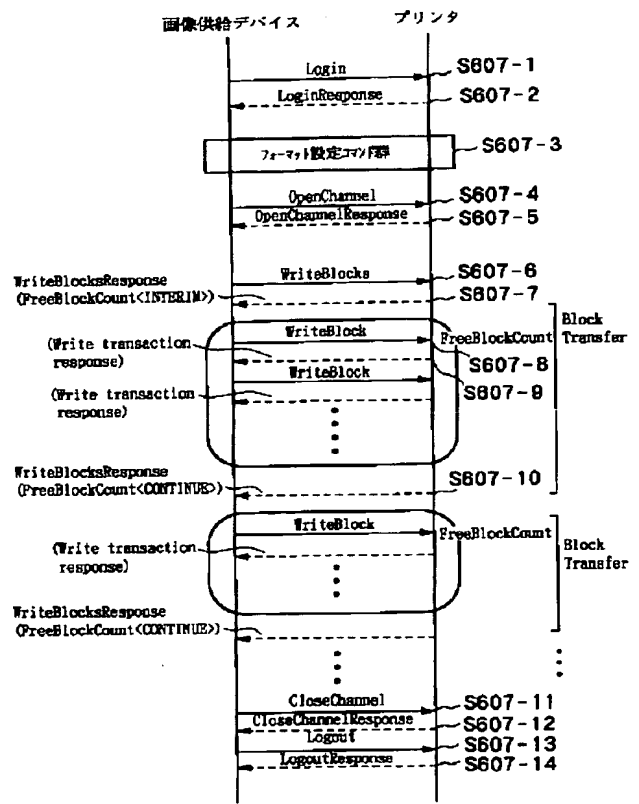 画像供給デバイス
プリンタ
Login
S607-1
LoginResponse
S607-2
フォーマット設定コマンド群
S607-3
OpenChannel
S607-4
OpenChannelResponse
S607-5
WriteBlocks
S607-6
WriteBlocksResponse
(FreeBlockCount<INTERIM>)
S607-7
Block
Transfer
WriteBlock
FreeBlockCount
(Write transaction
response)
S607-8
WriteBlock
S607-9
(Write transaction
response)
WriteBlocksResponse
(FreeBlockCount<CONTINUE>)
S607-10
WriteBlock
FreeBlockCount
(Write transaction
response)
Block
Transfer
WriteBlocksResponse
(FreeBlockCount<CONTINUE>)
CloseChannel
S607-11
CloseChannelResponse
S607-12
Logout
S607-13
LogoutResponse
S607-14